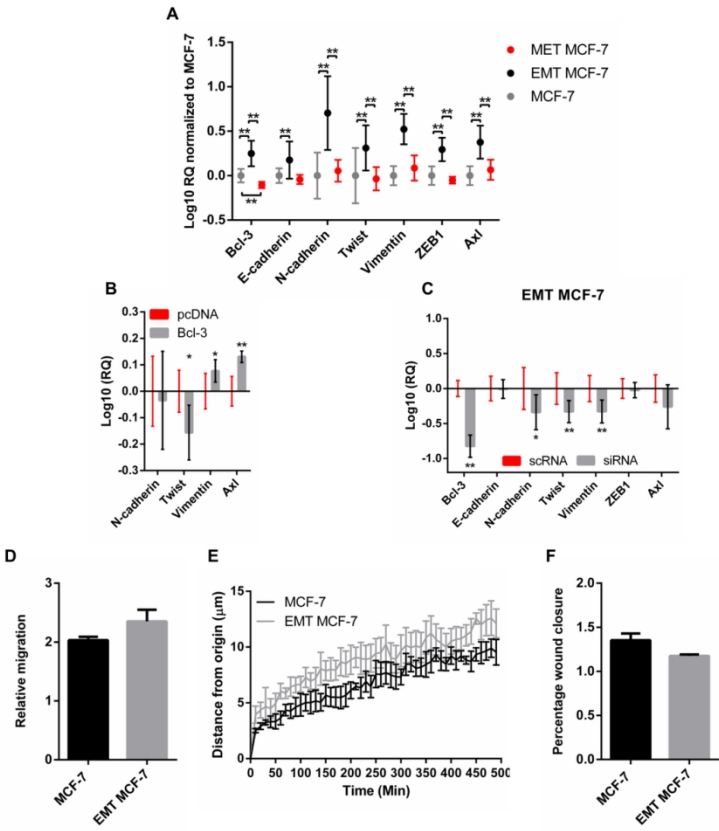 A
Log10 RQ normalized to MCF-7
1.5
1.0
0.5
0.0
-0.5
** ** ** ** ** ** ** ** ** ** ** ** ** **
MET MCF-7
EMT MCF-7
MCF-7
Bcl-3
E-cadherin
N-cadherin
Twist
Vimentin
ZEB1
Axl
B
pcDNA
Bcl-3
Log10 (RQ)
0.3
0.2
0.1
0.0
-0.1
-0.2
-0.3
* * **
N-cadherin
Twist
Vimentin
Axl
C
EMT MCF-7
Log10 (RQ)
1.0
0.5
0.0
-0.5
-1.0
** * ** **
scRNA siRNA
Bcl-3
E-cadherin
N-cadherin
Twist
Vimentin
ZEB1
Axl
D
Relative migration
3
2
1
0
MCF-7
EMT MCF-7
E
Distance from origin (μm)
15
10
5
0
MCF-7
EMT MCF-7
0 50 100 150 200 250 300 350 400 450 500
Time (Min)
F
Percentage wound closure
2.0
1.5
1.0
0.5
0.0
MCF-7
EMT MCF-7